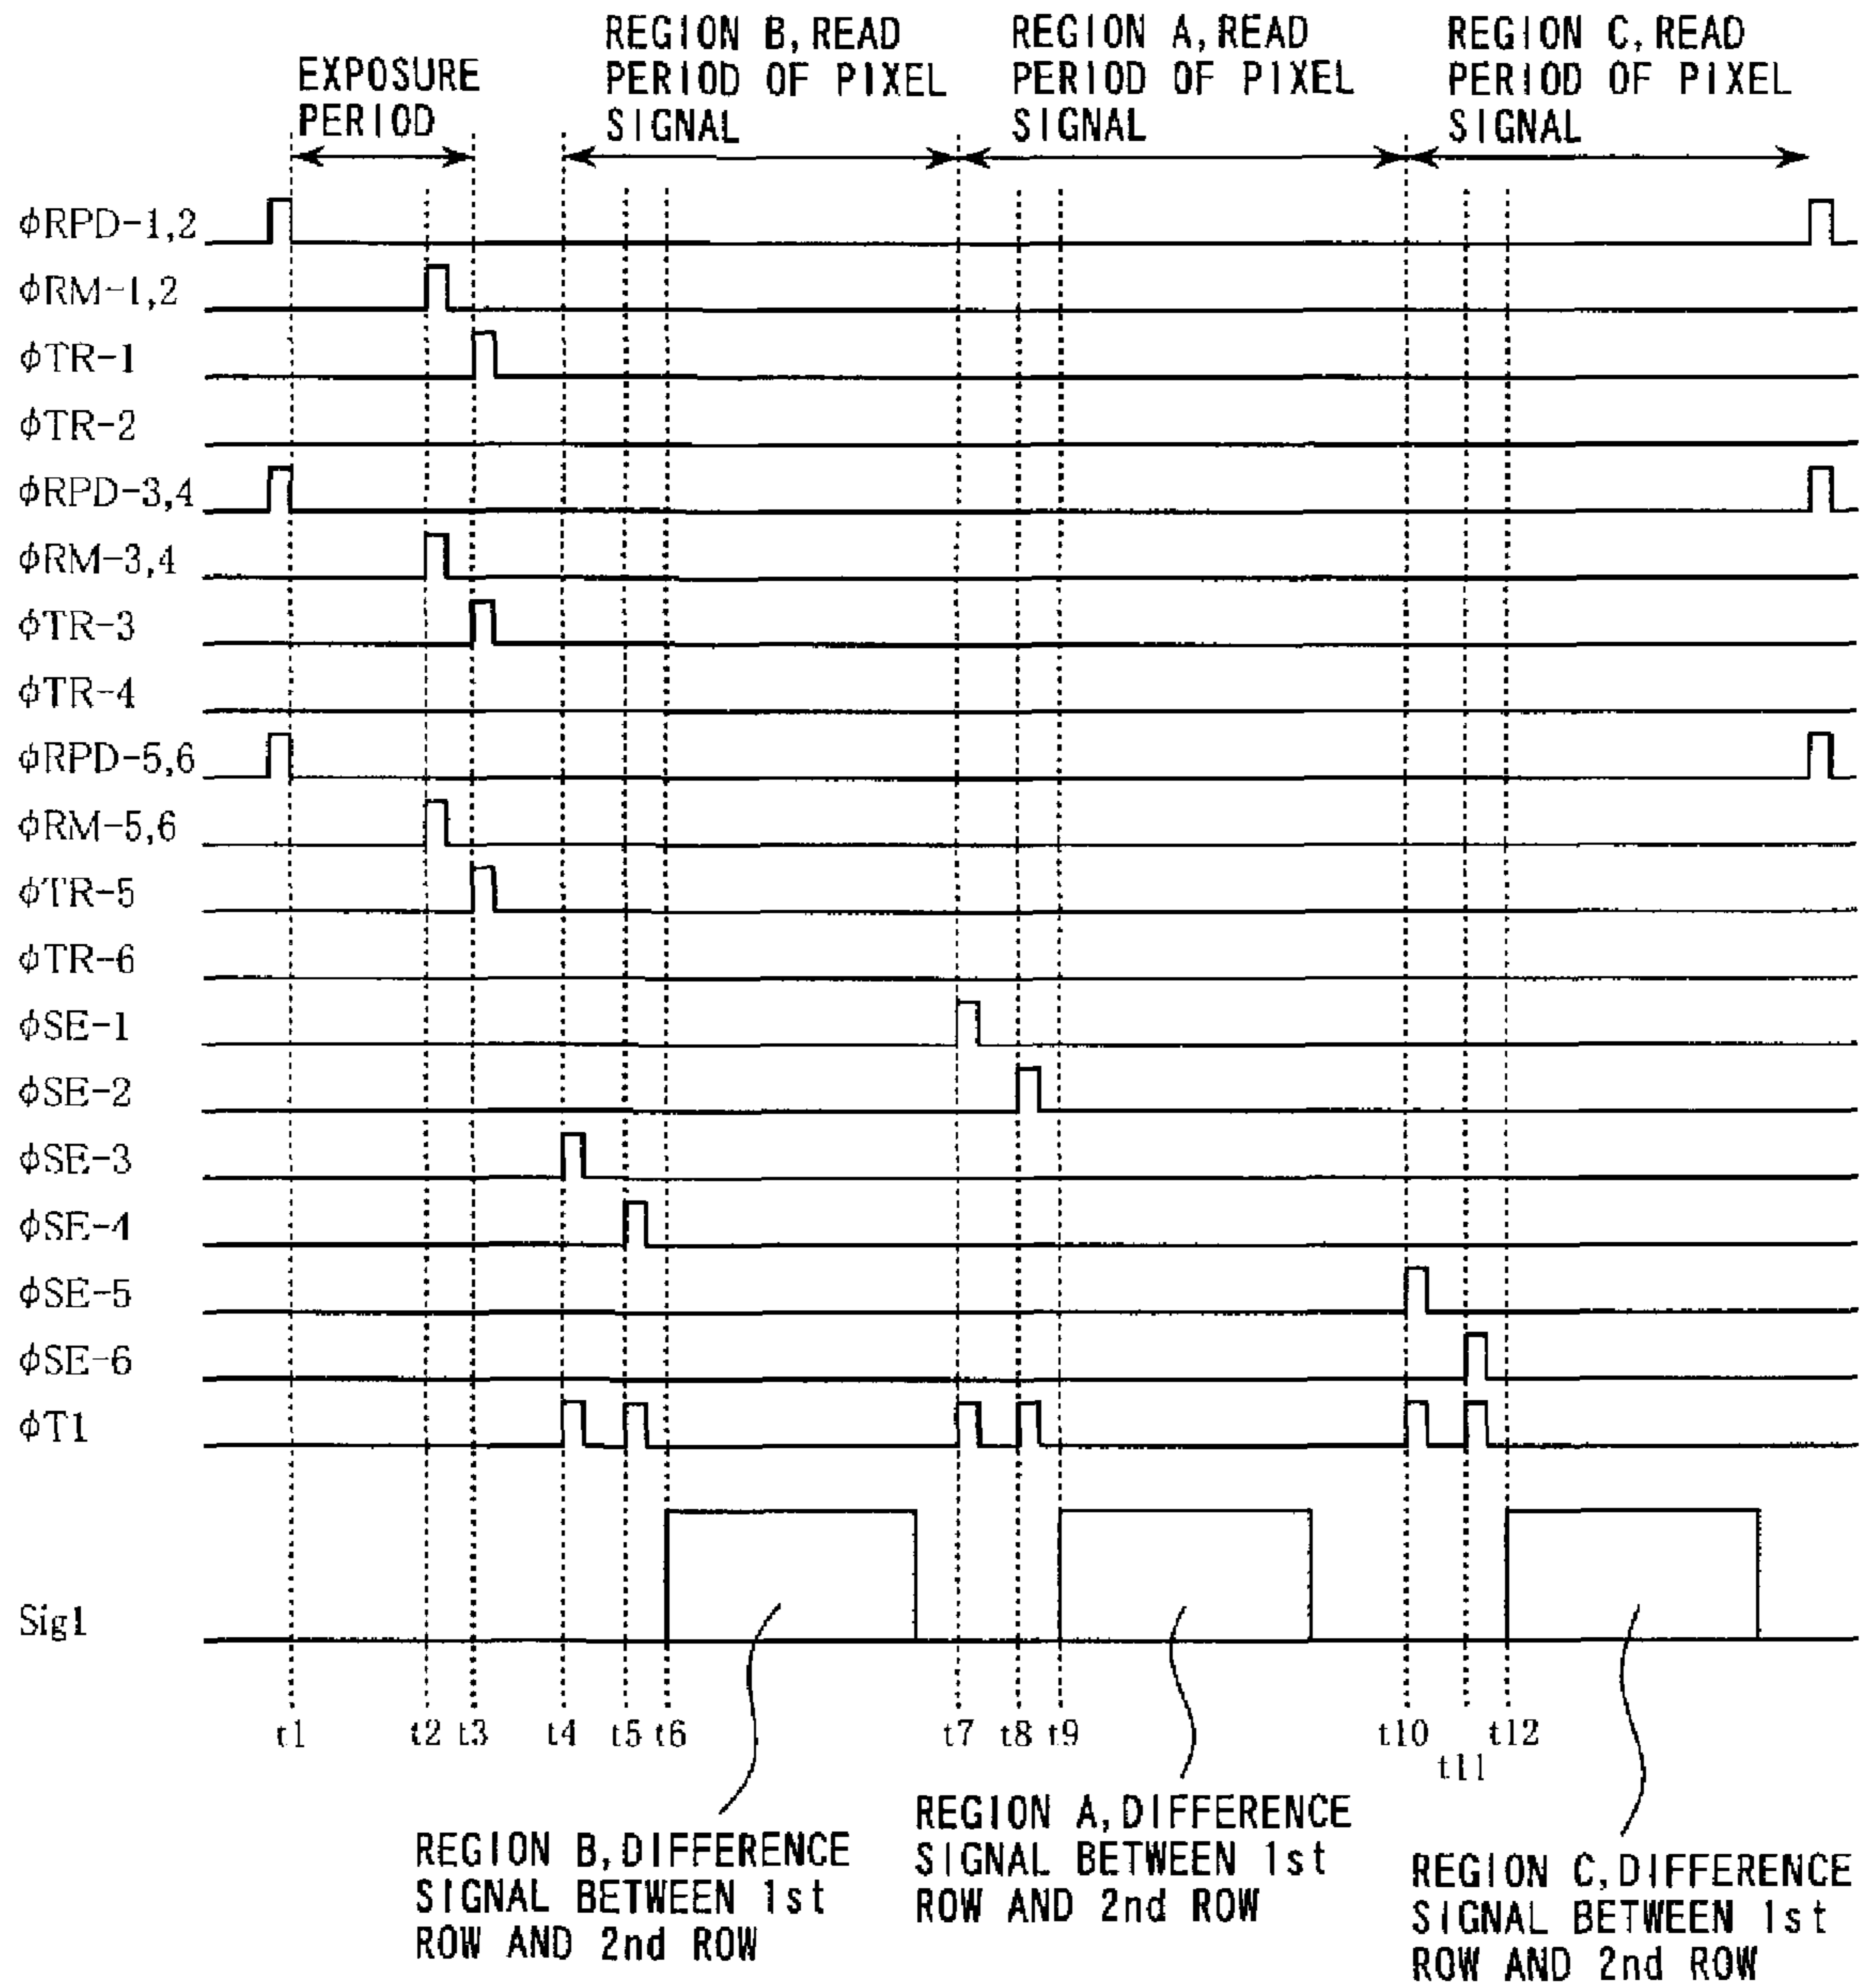 EXPOSURE
PERIOD
REGION B, READ
PERIOD OF PIXEL
SIGNAL
REGION A, READ
PERIOD OF PIXEL
SIGNAL
REGION C, READ
PERIOD OF PIXEL
SIGNAL
ϕRPD-1,2
ϕRM-1,2
ϕTR-1
ϕTR-2
ϕRPD-3,4
ϕRM-3,4
ϕTR-3
ϕTR-4
ϕRPD-5,6
ϕRM-5,6
ϕTR-5
ϕTR-6
ϕSE-1
ϕSE-2
ϕSE-3
ϕSE-4
ϕSE-5
ϕSE-6
ϕT1
Sig1
t1 t2 t3 t4 t5 t6 t7 t8 t9 t10 t12
t11
REGION B, DIFFERENCE
SIGNAL BETWEEN 1st
ROW AND 2nd ROW
REGION A, DIFFERENCE
SIGNAL BETWEEN 1st
ROW AND 2nd ROW
REGION C, DIFFERENCE
SIGNAL BETWEEN 1st
ROW AND 2nd ROW